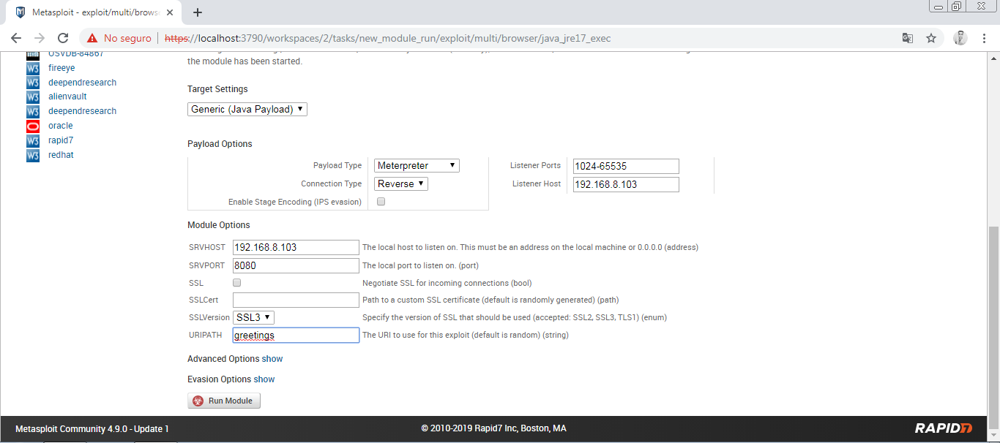 Metasploit - exploit/multi/brows
No seguro
https://localhost:3790/workspaces/2/tasks/new_module_run/exploit/multi/browser/java_jre17_exec
OSVDB-84867
fireeye
deependresearch
alienvault
deependresearch
oracle
rapid7
redhat
the module has been started.
Target Settings
Generic (Java Payload)
Payload Options
Payload Type Meterpreter Listener Ports 1024-65535
Connection Type Reverse Listener Host 192.168.8.103
Enable Stage Encoding (IPS evasion)
Module Options
SRVHOST 192.168.8.103 The local host to listen on. This must be an address on the local machine or 0.0.0.0 (address)
SRVPORT 8080 The local port to listen on. (port)
SSL Negotiate SSL for incoming connections (bool)
SSLCert Path to a custom SSL certificate (default is randomly generated) (path)
SSLVersion SSL3 Specify the version of SSL that should be used (accepted: SSL2, SSL3, TLS1) (enum)
URIPATH greetings The URI to use for this exploit (default is random) (string)
Advanced Options show
Evasion Options show
Run Module
Metasploit Community 4.9.0 - Update 1
© 2010-2019 Rapid7 Inc, Boston, MA
RAPID7